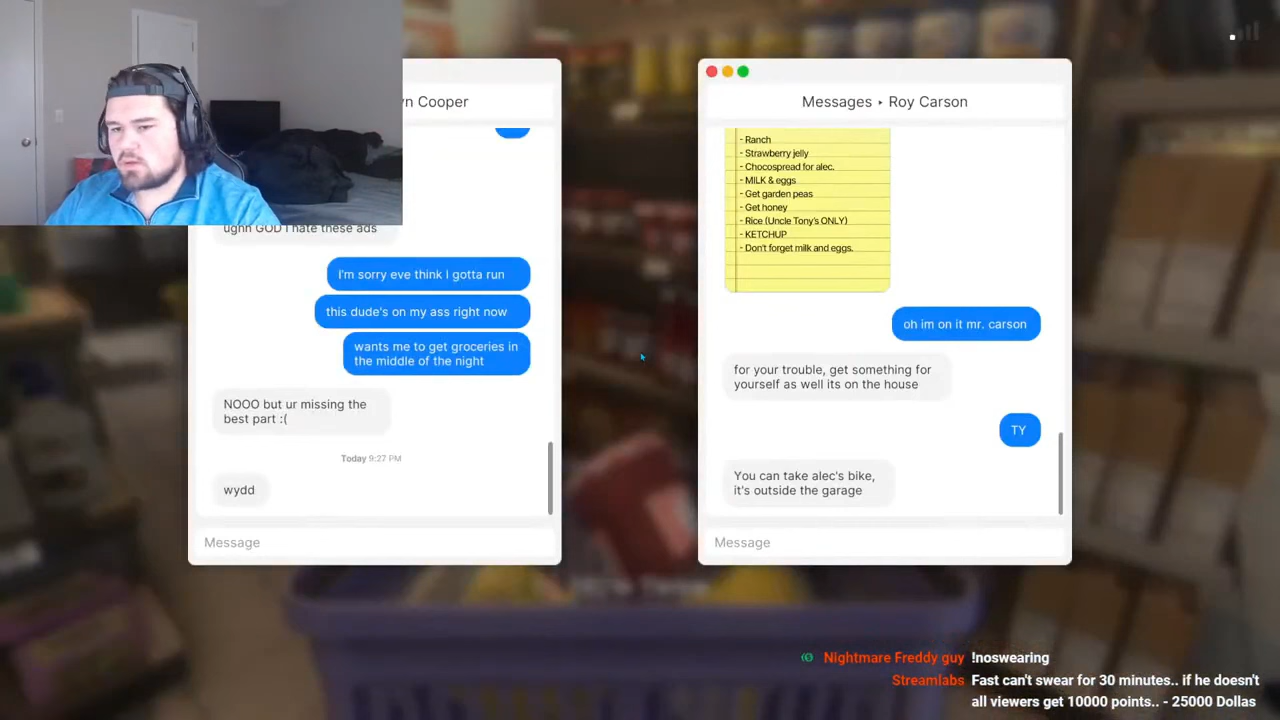 n Cooper
ughh GOD I hate these ads
I'm sorry eve think I gotta run
this dude's on my ass right now
wants me to get groceries in
the middle of the night
NOOO but ur missing the
best part :(
Today 9:27 PM
wydd
Message
Messages ▸ Roy Carson
- Ranch
- Strawberry jelly
- Chocospread for alec.
- MILK & eggs
- Get garden peas
- Get honey
- Rice (Uncle Tony's ONLY)
- KETCHUP
- Don't forget milk and eggs.
oh im on it mr. carson
for your trouble, get something for
yourself as well its on the house
TY
You can take alec's bike,
it's outside the garage
Message
Nightmare Freddy guy !noswearing
Streamlabs Fast can't swear for 30 minutes.. if he doesn't
all viewers get 10000 points.. - 25000 Dollas